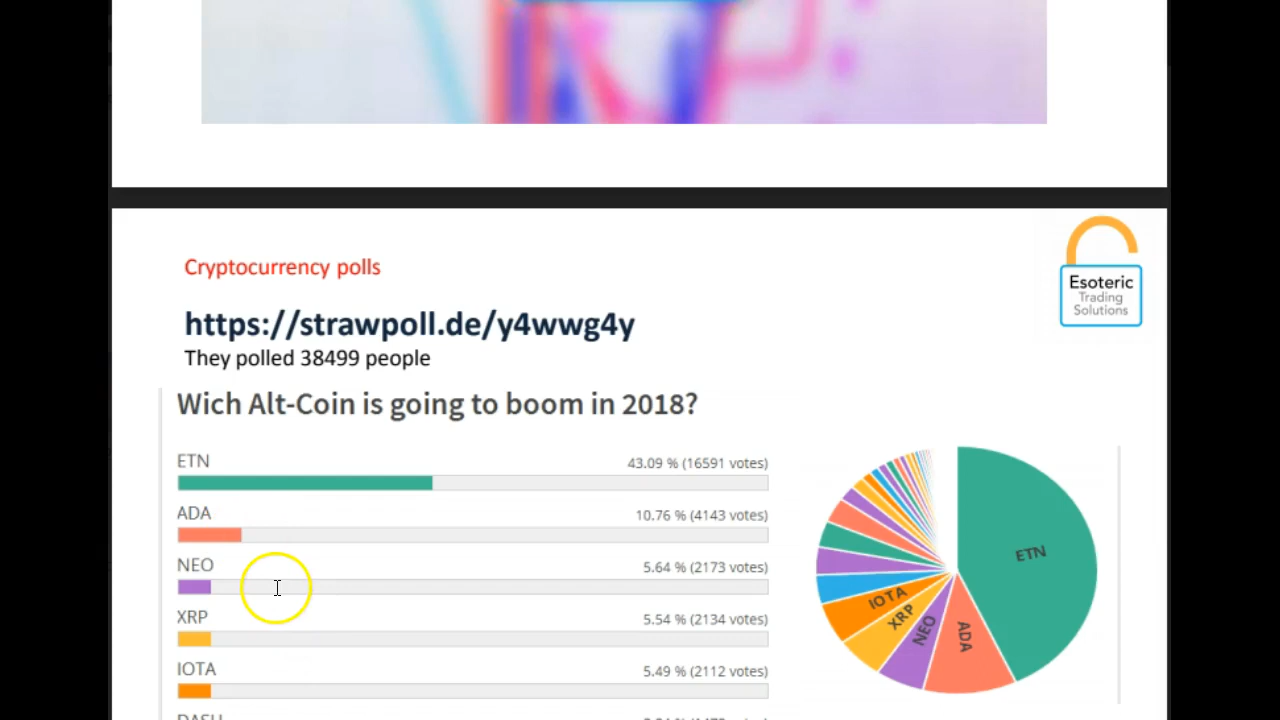 Cryptocurrency polls
Esoteric
Trading
Solutions
https://strawpoll.de/y4wwg4y
They polled 38499 people
Wich Alt-Coin is going to boom in 2018?
ETN 43.09 % (16591 votes)
ADA 10.76 % (4143 votes)
NEO 5.64 % (2173 votes)
XRP 5.54 % (2134 votes)
IOTA 5.49 % (2112 votes)
ETN
IOTA
XRP
NEO
ADA